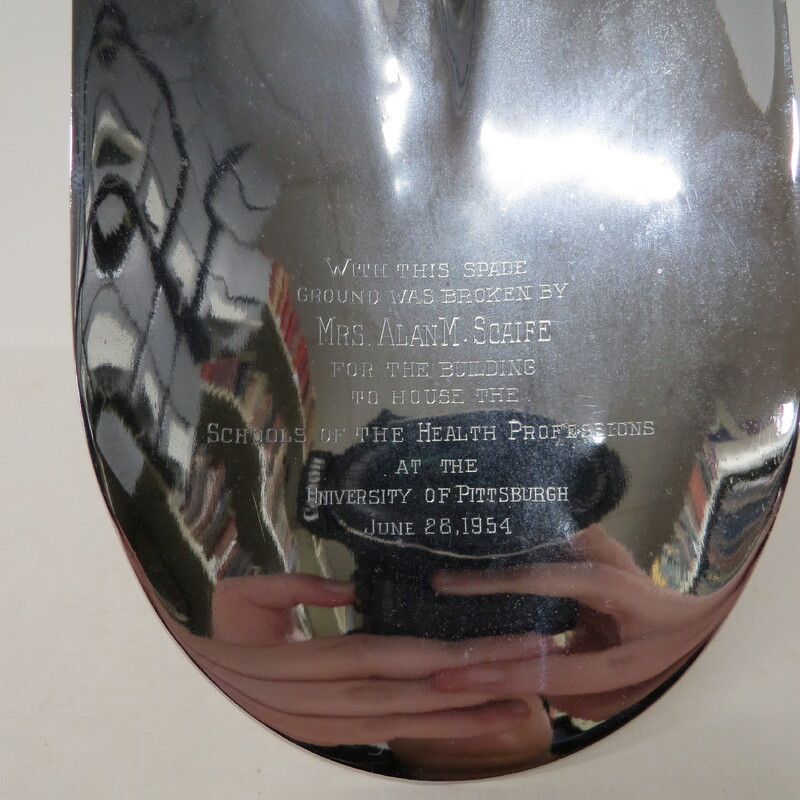 With this spade
ground was broken by
Mrs. Alan M. Scaife
for the building
to house the
Schools of the Health Professions
at the
University of Pittsburgh
June 28, 1954
Canon